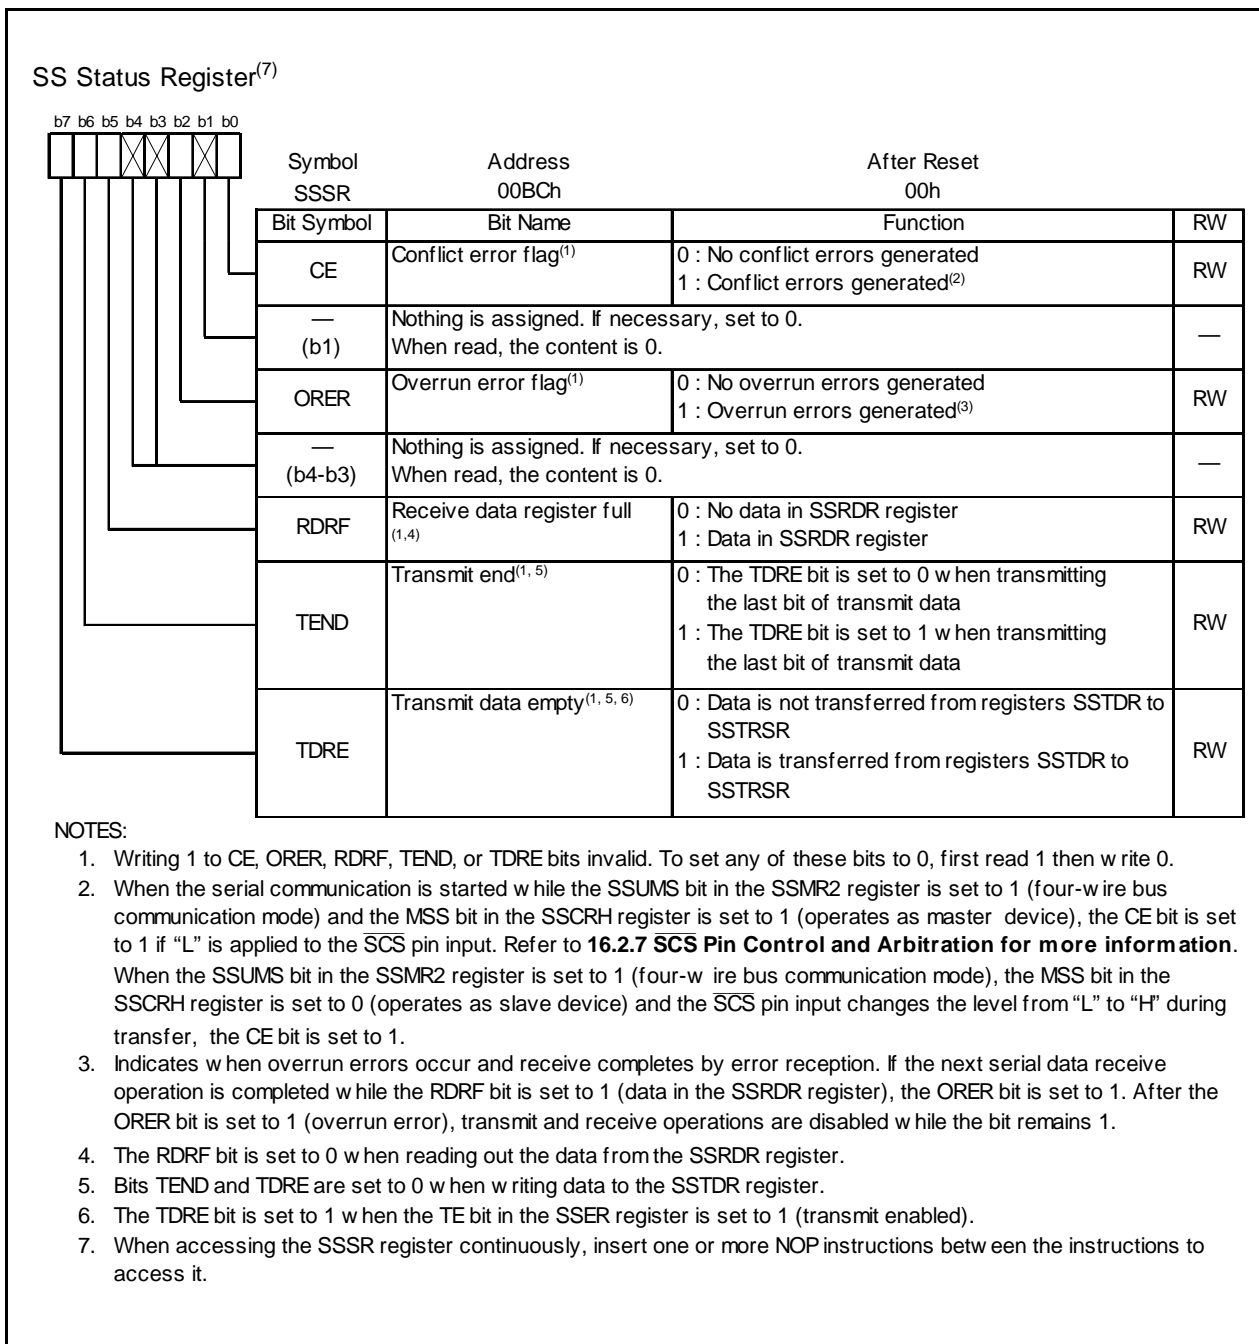 SS Status Register(7)
b7 b6 b5 b4 b3 b2 b1 b0
Symbol Address After Reset
SSSR 00BCh 00h
Bit Symbol Bit Name Function RW
CE Conflict error flag(1) 0 : No conflict errors generated RW
1 : Conflict errors generated(2)
— Nothing is assigned. If necessary, set to 0. —
(b1) When read, the content is 0.
ORER Overrun error flag(1) 0 : No overrun errors generated RW
1 : Overrun errors generated(3)
— Nothing is assigned. If necessary, set to 0. —
(b4-b3) When read, the content is 0.
RDRF Receive data register full 0 : No data in SSRDR register RW
(1,4) 1 : Data in SSRDR register
Transmit end(1, 5) 0 : The TDRE bit is set to 0 when transmitting
the last bit of transmit data
TEND 1 : The TDRE bit is set to 1 when transmitting RW
the last bit of transmit data
Transmit data empty(1, 5, 6) 0 : Data is not transferred from registers SSTDR to
SSTRSR
TDRE 1 : Data is transferred from registers SSTDR to RW
SSTRSR
NOTES:
1. Writing 1 to CE, ORER, RDRF, TEND, or TDRE bits invalid. To set any of these bits to 0, first read 1 then write 0.
2. When the serial communication is started while the SSUMS bit in the SSMR2 register is set to 1 (four-wire bus
communication mode) and the MSS bit in the SSCRH register is set to 1 (operates as master device), the CE bit is set
to 1 if “L” is applied to the S̅C̅S̅ pin input. Refer to 16.2.7 S̅C̅S̅ Pin Control and Arbitration for more information.
When the SSUMS bit in the SSMR2 register is set to 1 (four-wire bus communication mode), the MSS bit in the
SSCRH register is set to 0 (operates as slave device) and the S̅C̅S̅ pin input changes the level from “L” to “H” during
transfer, the CE bit is set to 1.
3. Indicates when overrun errors occur and receive completes by error reception. If the next serial data receive
operation is completed while the RDRF bit is set to 1 (data in the SSRDR register), the ORER bit is set to 1. After the
ORER bit is set to 1 (overrun error), transmit and receive operations are disabled while the bit remains 1.
4. The RDRF bit is set to 0 when reading out the data from the SSRDR register.
5. Bits TEND and TDRE are set to 0 when writing data to the SSTDR register.
6. The TDRE bit is set to 1 when the TE bit in the SSER register is set to 1 (transmit enabled).
7. When accessing the SSSR register continuously, insert one or more NOP instructions between the instructions to
access it.